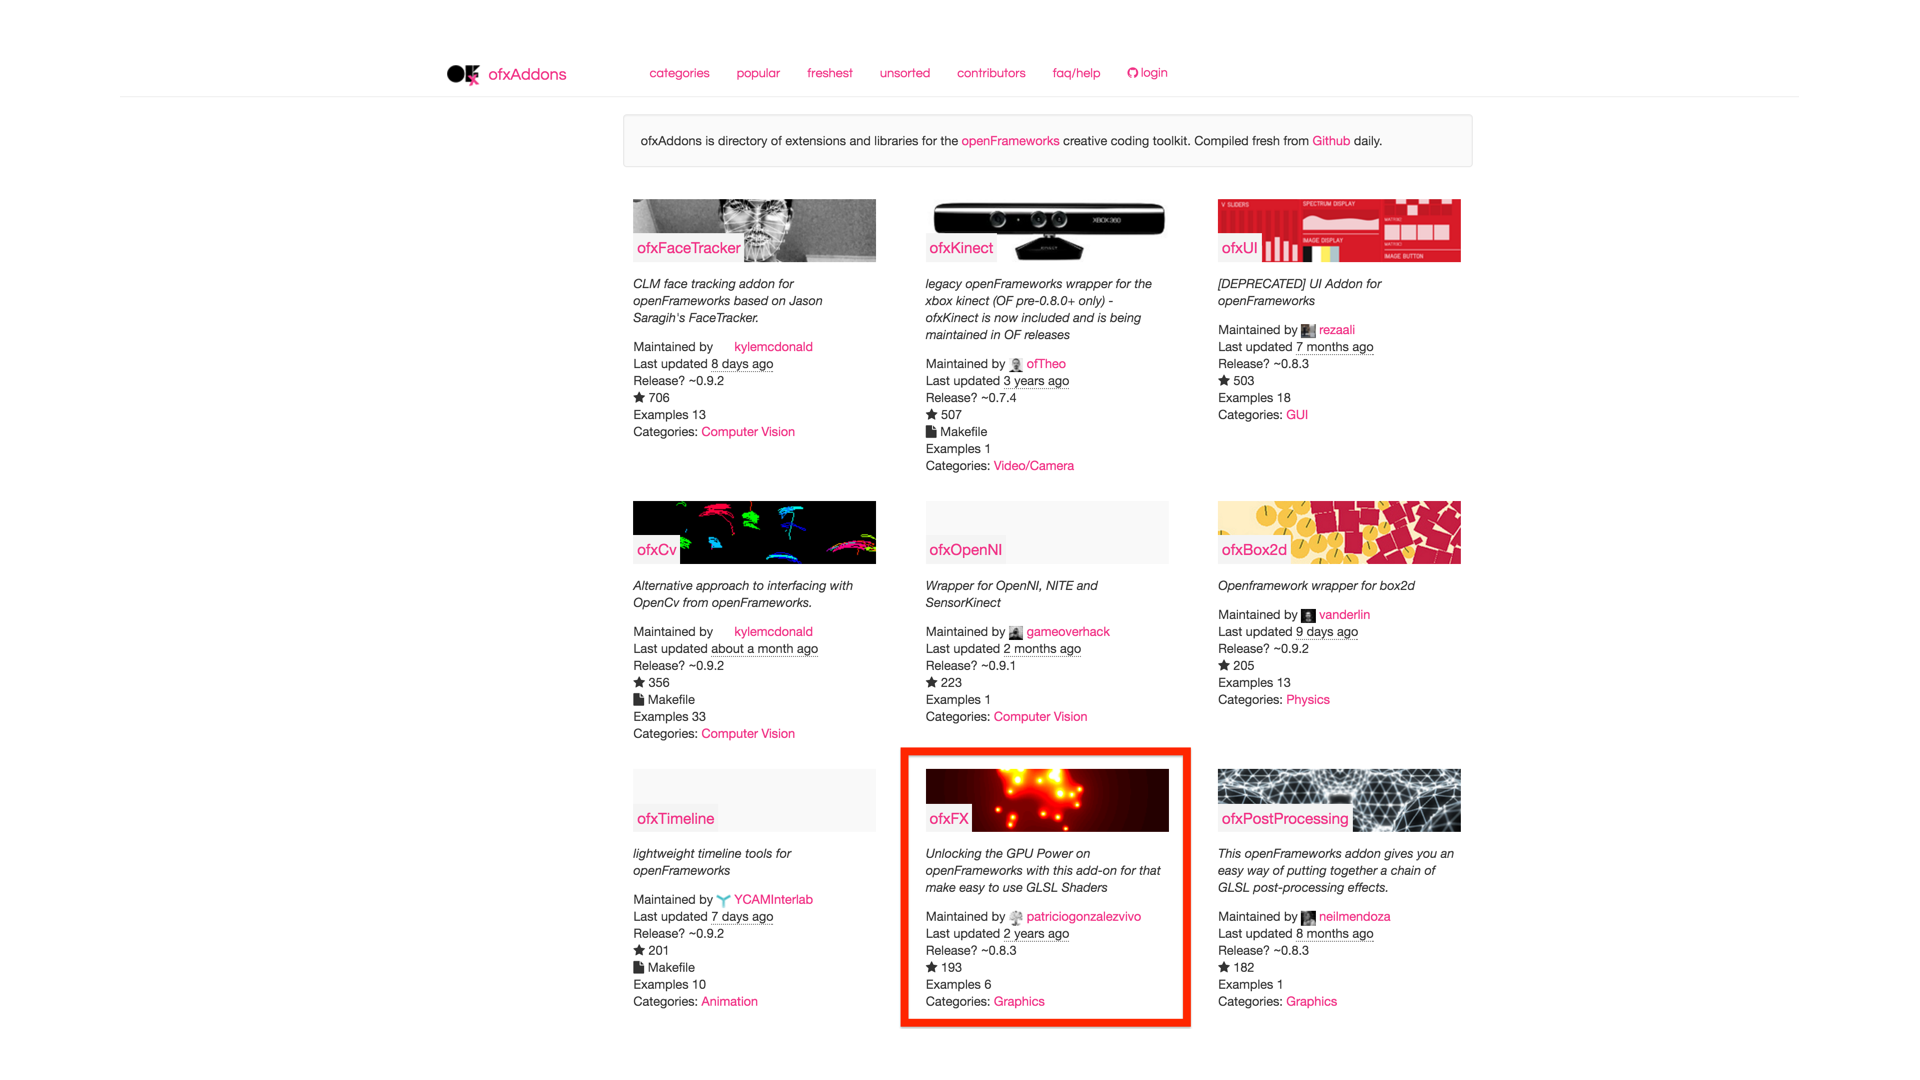 OF
x
ofxAddons
categories
popular
freshest
unsorted
contributors
faq/help
login
ofxAddons is directory of extensions and libraries for the openFrameworks creative coding toolkit. Compiled fresh from Github daily.
ofxFaceTracker
CLM face tracking addon for
openFrameworks based on Jason
Saragih's FaceTracker.
Maintained by kylemcdonald
Last updated 8 days ago
Release? ~0.9.2
706
Examples 13
Categories: Computer Vision
XBOX 360
KINECT
ofxKinect
legacy openFrameworks wrapper for the
xbox kinect (OF pre-0.8.0+ only) -
ofxKinect is now included and is being
maintained in OF releases
Maintained by ofTheo
Last updated 3 years ago
Release? ~0.7.4
507
Makefile
Examples 1
Categories: Video/Camera
V SLIDERS
SPECTRUM DISPLAY
IMAGE DISPLAY
IMAGE BUTTON
ofxUI
[DEPRECATED] UI Addon for
openFrameworks
Maintained by rezaali
Last updated 7 months ago
Release? ~0.8.3
503
Examples 18
Categories: GUI
ofxCv
Alternative approach to interfacing with
OpenCv from openFrameworks.
Maintained by kylemcdonald
Last updated about a month ago
Release? ~0.9.2
356
Makefile
Examples 33
Categories: Computer Vision
ofxOpenNI
Wrapper for OpenNI, NITE and
SensorKinect
Maintained by gameoverhack
Last updated 2 months ago
Release? ~0.9.1
223
Examples 1
Categories: Computer Vision
ofxBox2d
Openframework wrapper for box2d
Maintained by vanderlin
Last updated 9 days ago
Release? ~0.9.2
205
Examples 13
Categories: Physics
ofxTimeline
lightweight timeline tools for
openFrameworks
Maintained by YCAMInterlab
Last updated 7 days ago
Release? ~0.9.2
201
Makefile
Examples 10
Categories: Animation
ofxFX
Unlocking the GPU Power on
openFrameworks with this add-on for that
make easy to use GLSL Shaders
Maintained by patriciogonzalezvivo
Last updated 2 years ago
Release? ~0.8.3
193
Examples 6
Categories: Graphics
ofxPostProcessing
This openFrameworks addon gives you an
easy way of putting together a chain of
GLSL post-processing effects.
Maintained by neilmendoza
Last updated 8 months ago
Release? ~0.8.3
182
Examples 1
Categories: Graphics